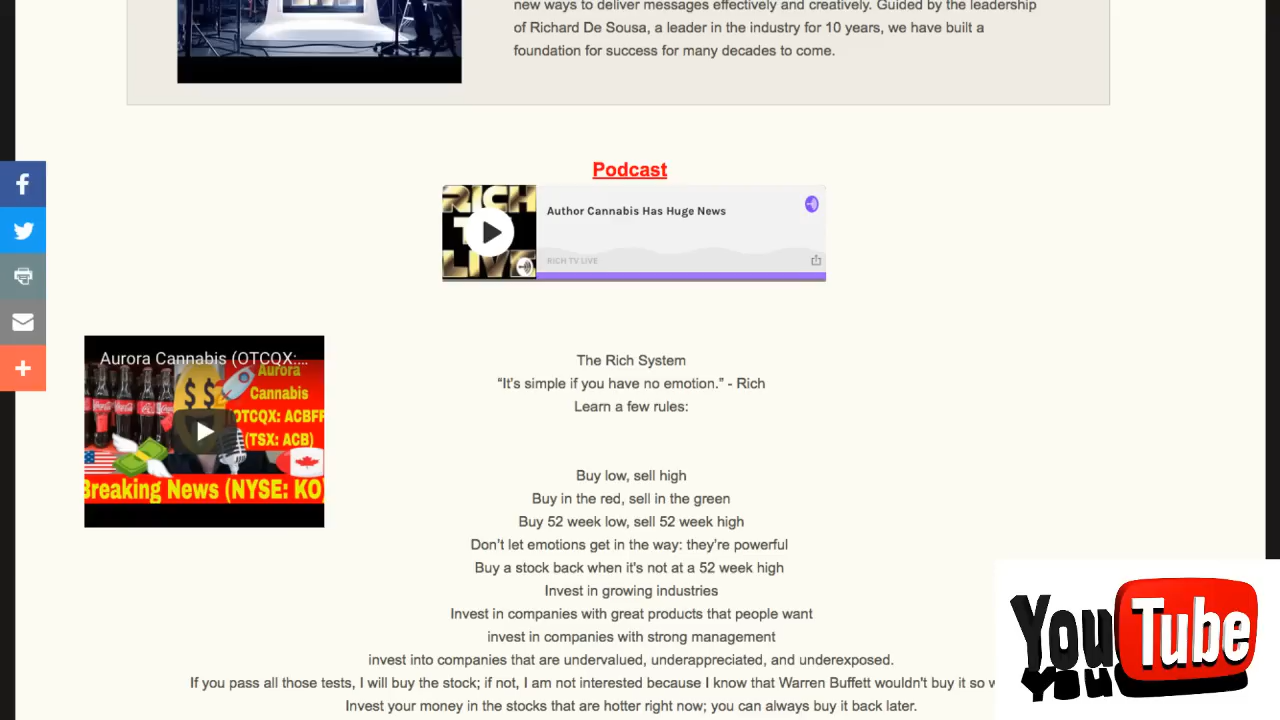 new ways to deliver messages effectively and creatively. Guided by the leadership
of Richard De Sousa, a leader in the industry for 10 years, we have built a
foundation for success for many decades to come.
Podcast
RICH
TV
LIVE
Author Cannabis Has Huge News
RICH TV LIVE
Aurora Cannabis (OTCQX:...
Aurora
Cannabis
(OTCQX: ACBFF
(TSX: ACB)
Breaking News (NYSE: KO)
The Rich System
“It’s simple if you have no emotion.” - Rich
Learn a few rules:
Buy low, sell high
Buy in the red, sell in the green
Buy 52 week low, sell 52 week high
Don’t let emotions get in the way: they’re powerful
Buy a stock back when it's not at a 52 week high
Invest in growing industries
Invest in companies with great products that people want
invest in companies with strong management
invest into companies that are undervalued, underappreciated, and underexposed.
If you pass all those tests, I will buy the stock; if not, I am not interested because I know that Warren Buffett wouldn't buy it so
Invest your money in the stocks that are hotter right now; you can always buy it back later.
YouTube